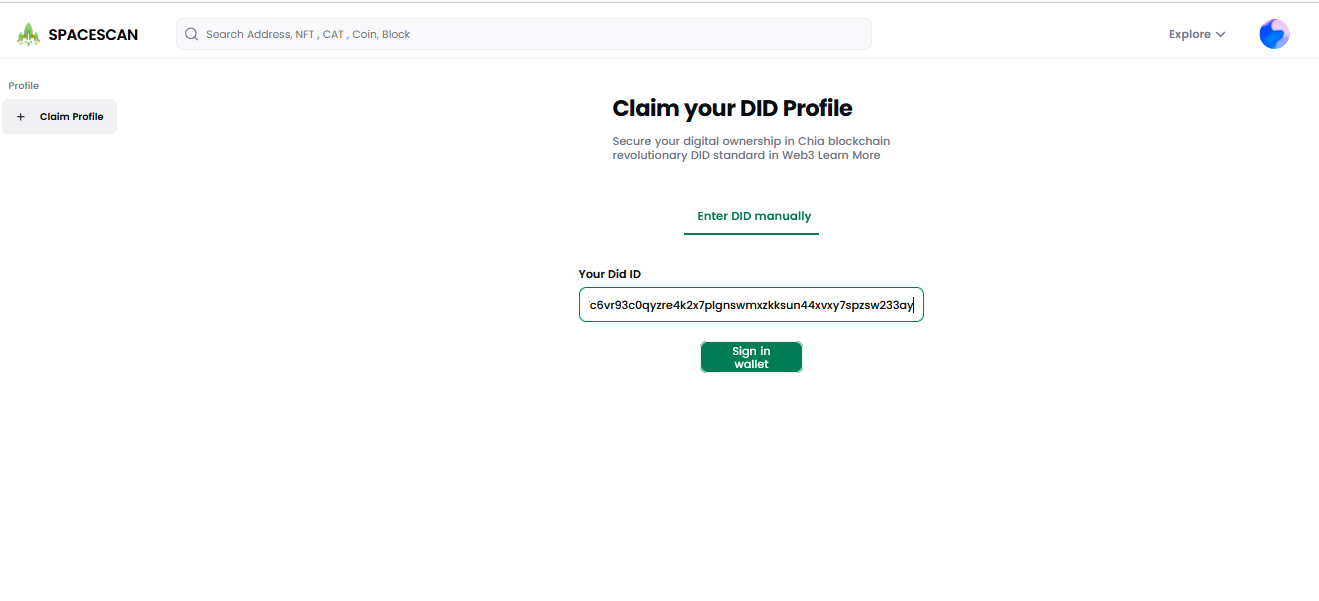 SPACESCAN
Search Address, NFT , CAT , Coin, Block
Explore
Profile
+ Claim Profile
Claim your DID Profile
Secure your digital ownership in Chia blockchain
revolutionary DID standard in Web3 Learn More
Enter DID manually
Your Did ID
c6vr93c0qyzre4k2x7plgnswmxzkksun44xvxy7spzsw233ay
Sign in
wallet